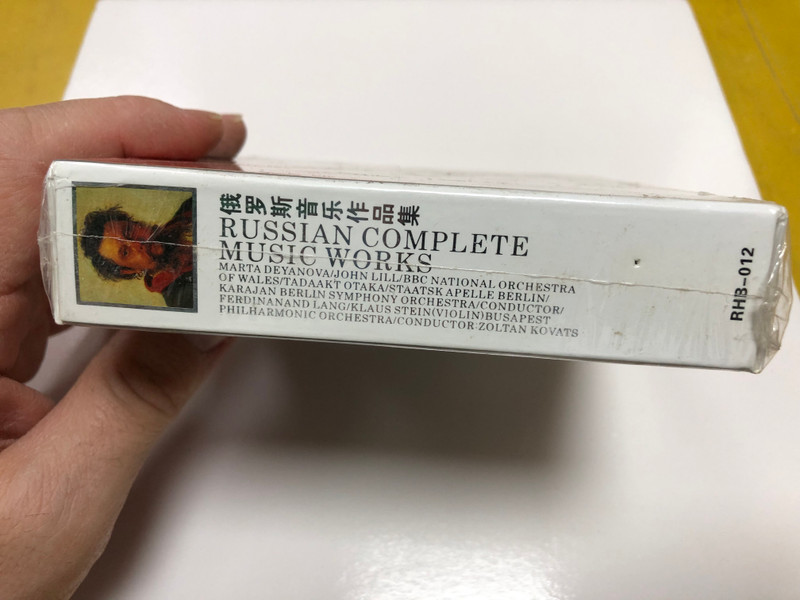 俄罗斯音乐作品集
RUSSIAN COMPLETE
MUSIC WORKS
MARTA DEYANOVA/JOHN LILL/BBC NATIONAL ORCHESTRA
OF WALES/TADAAKT OTAKA/STAATSK APELLE BERLIN/
KARAJAN BERLIN SYMPHONY ORCHESTRA/CONDUCTOR/
FERDINANAND LANG/KLAUS STEIN(VIOLIN)BUSAPEST
PHILHARMONIC ORCHESTRA/CONDUCTOR:ZOLTAN KOVATS
RHB-012